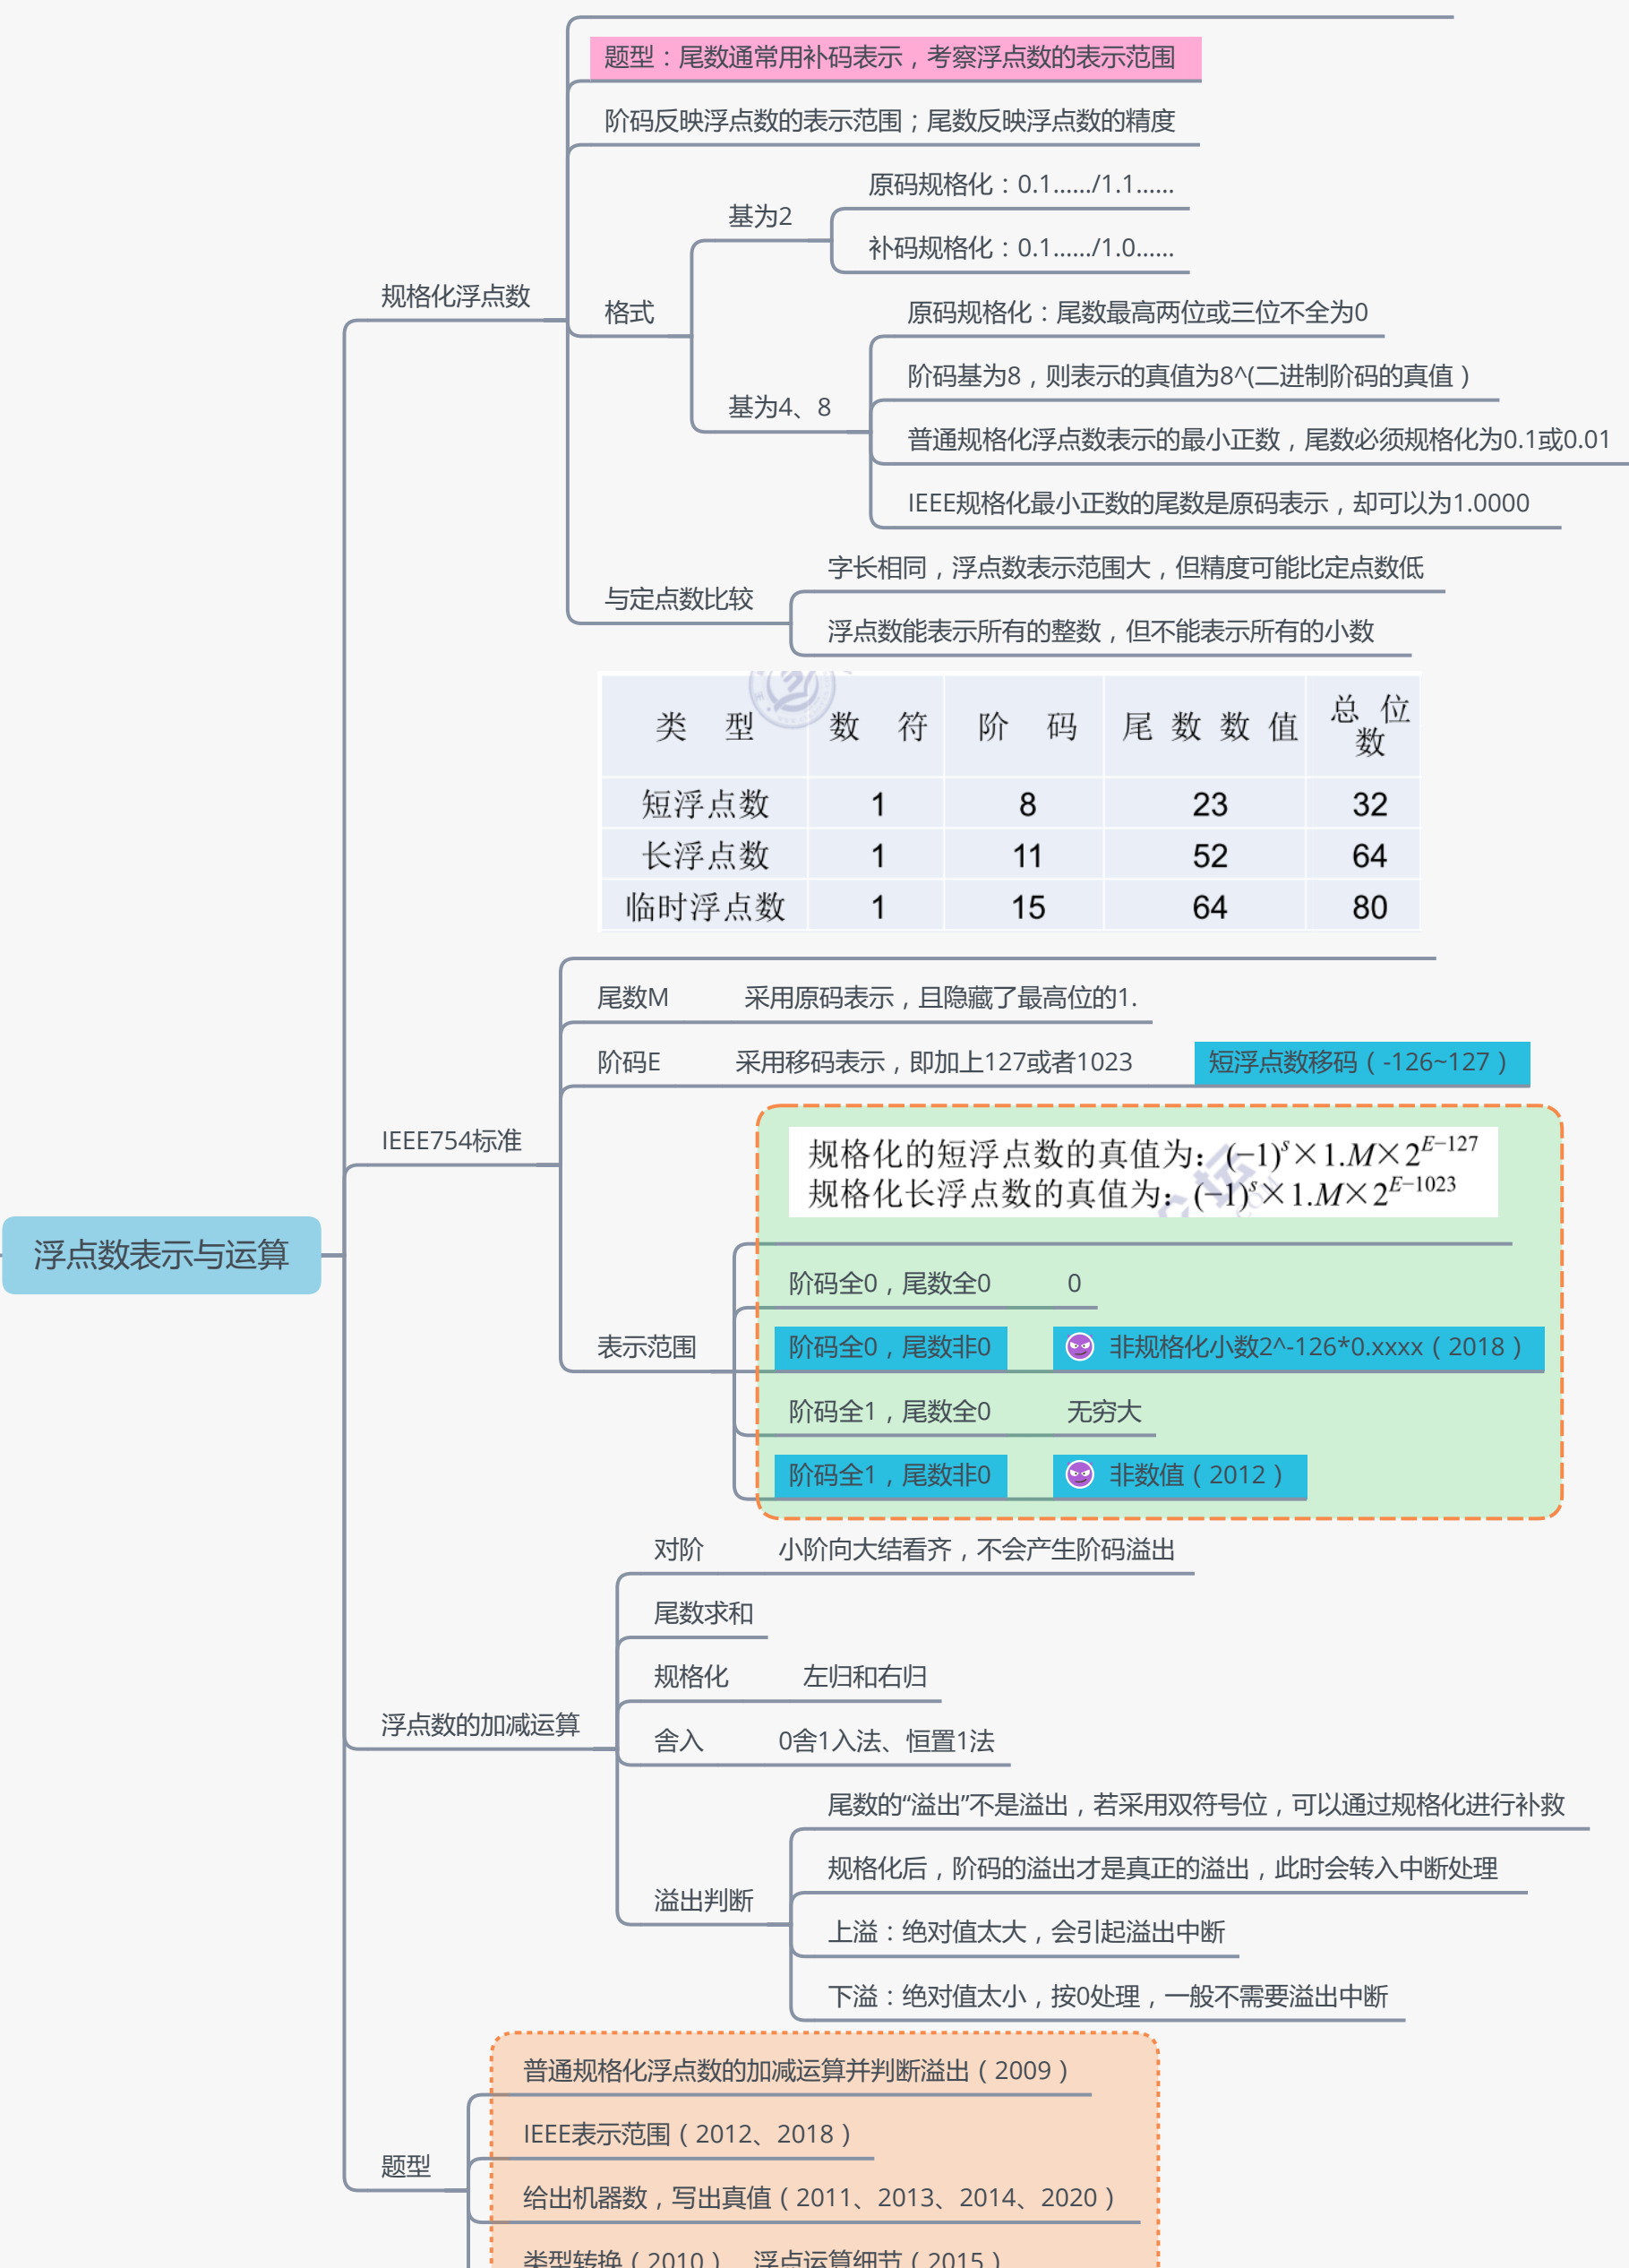 题型：尾数通常用补码表示，考察浮点数的表示范围
阶码反映浮点数的表示范围；尾数反映浮点数的精度
原码规格化：0.1....../1.1......
基为2
补码规格化：0.1....../1.0......
规格化浮点数
格式
原码规格化：尾数最高两位或三位不全为0
阶码基为8，则表示的真值为8^(二进制阶码的真值）
基为4、8
普通规格化浮点数表示的最小正数，尾数必须规格化为0.1或0.01
IEEE规格化最小正数的尾数是原码表示，却可以为1.0000
字长相同，浮点数表示范围大，但精度可能比定点数低
与定点数比较
浮点数能表示所有的整数，但不能表示所有的小数
类 型 数 符 阶 码 尾数数值 总位数
短浮点数 1 8 23 32
长浮点数 1 11 52 64
临时浮点数 1 15 64 80
尾数M 采用原码表示，且隐藏了最高位的1.
阶码E 采用移码表示，即加上127或者1023 短浮点数移码（-126~127）
IEEE754标准
规格化的短浮点数的真值为：(−1)^s×1.M×2^E−127
规格化长浮点数的真值为：(−1)^s×1.M×2^E−1023
浮点数表示与运算
阶码全0，尾数全0 0
表示范围
阶码全0，尾数非0 非规格化小数2^-126*0.xxxx（2018）
阶码全1，尾数全0 无穷大
阶码全1，尾数非0 非数值（2012）
对阶 小阶向大结看齐，不会产生阶码溢出
尾数求和
规格化 左归和右归
浮点数的加减运算
舍入 0舍1入法、恒置1法
尾数的“溢出”不是溢出，若采用双符号位，可以通过规格化进行补救
规格化后，阶码的溢出才是真正的溢出，此时会转入中断处理
溢出判断
上溢：绝对值太大，会引起溢出中断
下溢：绝对值太小，按0处理，一般不需要溢出中断
普通规格化浮点数的加减运算并判断溢出（2009）
IEEE表示范围（2012、2018）
题型
给出机器数，写出真值（2011、2013、2014、2020）
类型转换（2010）、浮点运算细节（2015）